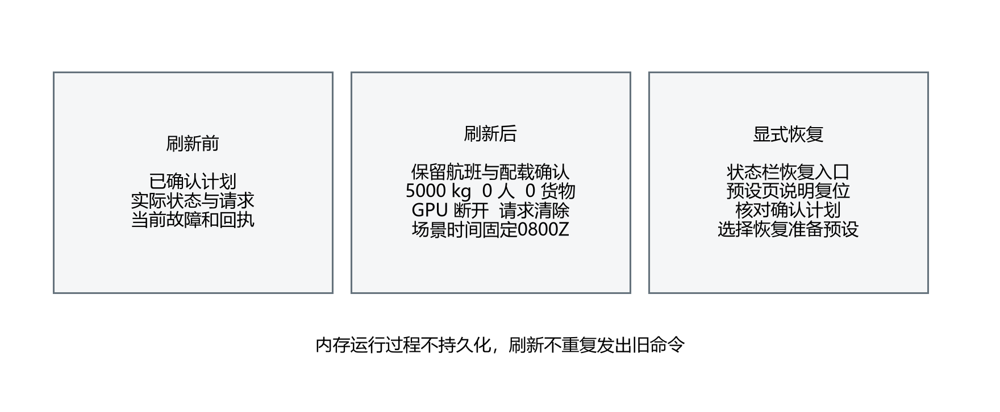 刷新前
已确认计划
实际状态与请求
当前故障和回执
刷新后
保留航班与配载确认
5000 kg  0 人  0 货物
GPU 断开  请求清除
场景时间固定0800Z
显式恢复
状态栏恢复入口
预设页说明复位
核对确认计划
选择恢复准备预设
内存运行过程不持久化，刷新不重复发出旧命令